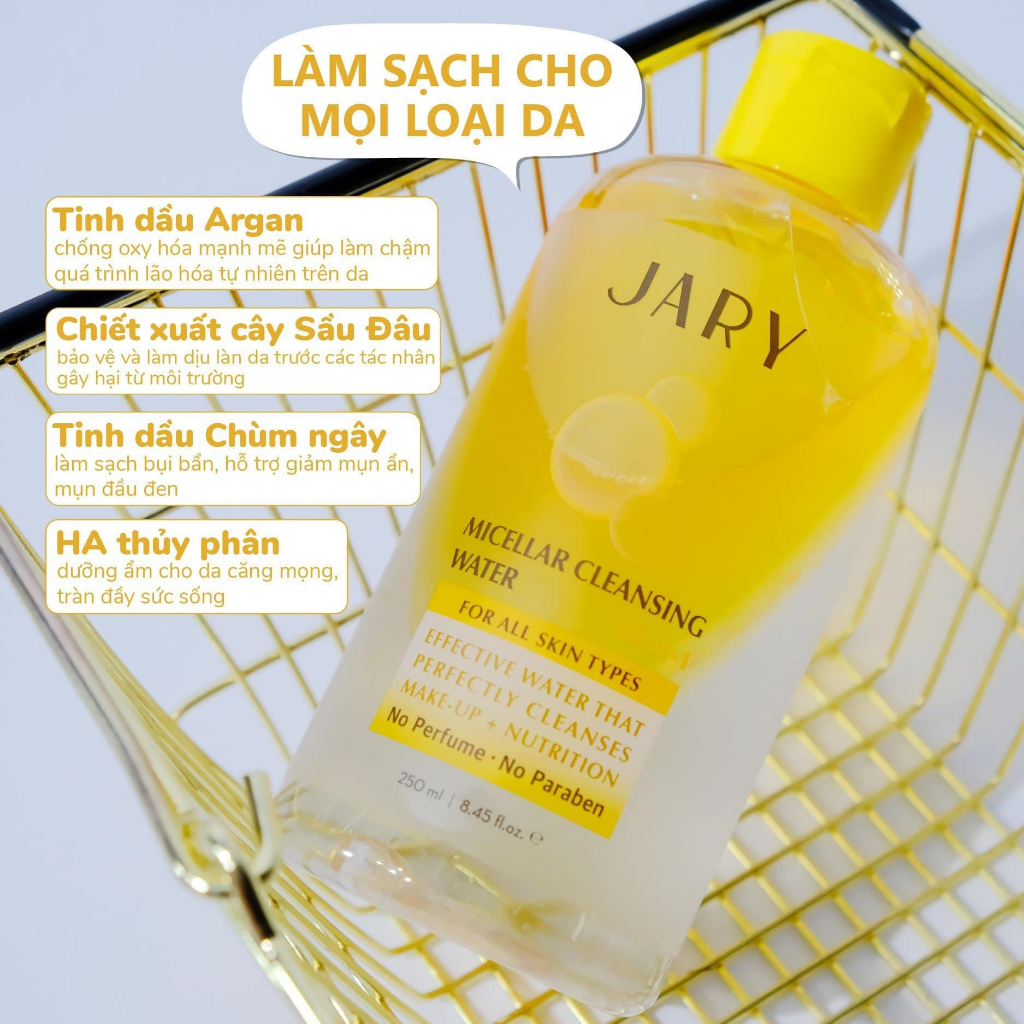 LÀM SẠCH CHO
MỌI LOẠI DA
Tinh dầu Argan
chống oxy hóa mạnh mẽ giúp làm chậm
quá trình lão hóa tự nhiên trên da
Chiết xuất cây Sầu Đâu
bảo vệ và làm dịu làn da trước các tác nhân
gây hại từ môi trường
Tinh dầu Chùm ngây
làm sạch bụi bẩn, hỗ trợ giảm mụn ẩn,
mụn đầu đen
HA thủy phân
dưỡng ẩm cho da căng mọng,
tràn đầy sức sống
JARY
MICELLAR CLEANSING
WATER
FOR ALL SKIN TYPES
EFFECTIVE WATER THAT
PERFECTLY CLEANSES
MAKE-UP + NUTRITION
No Perfume · No Paraben
250 ml | 8.45 fl.oz. ℮